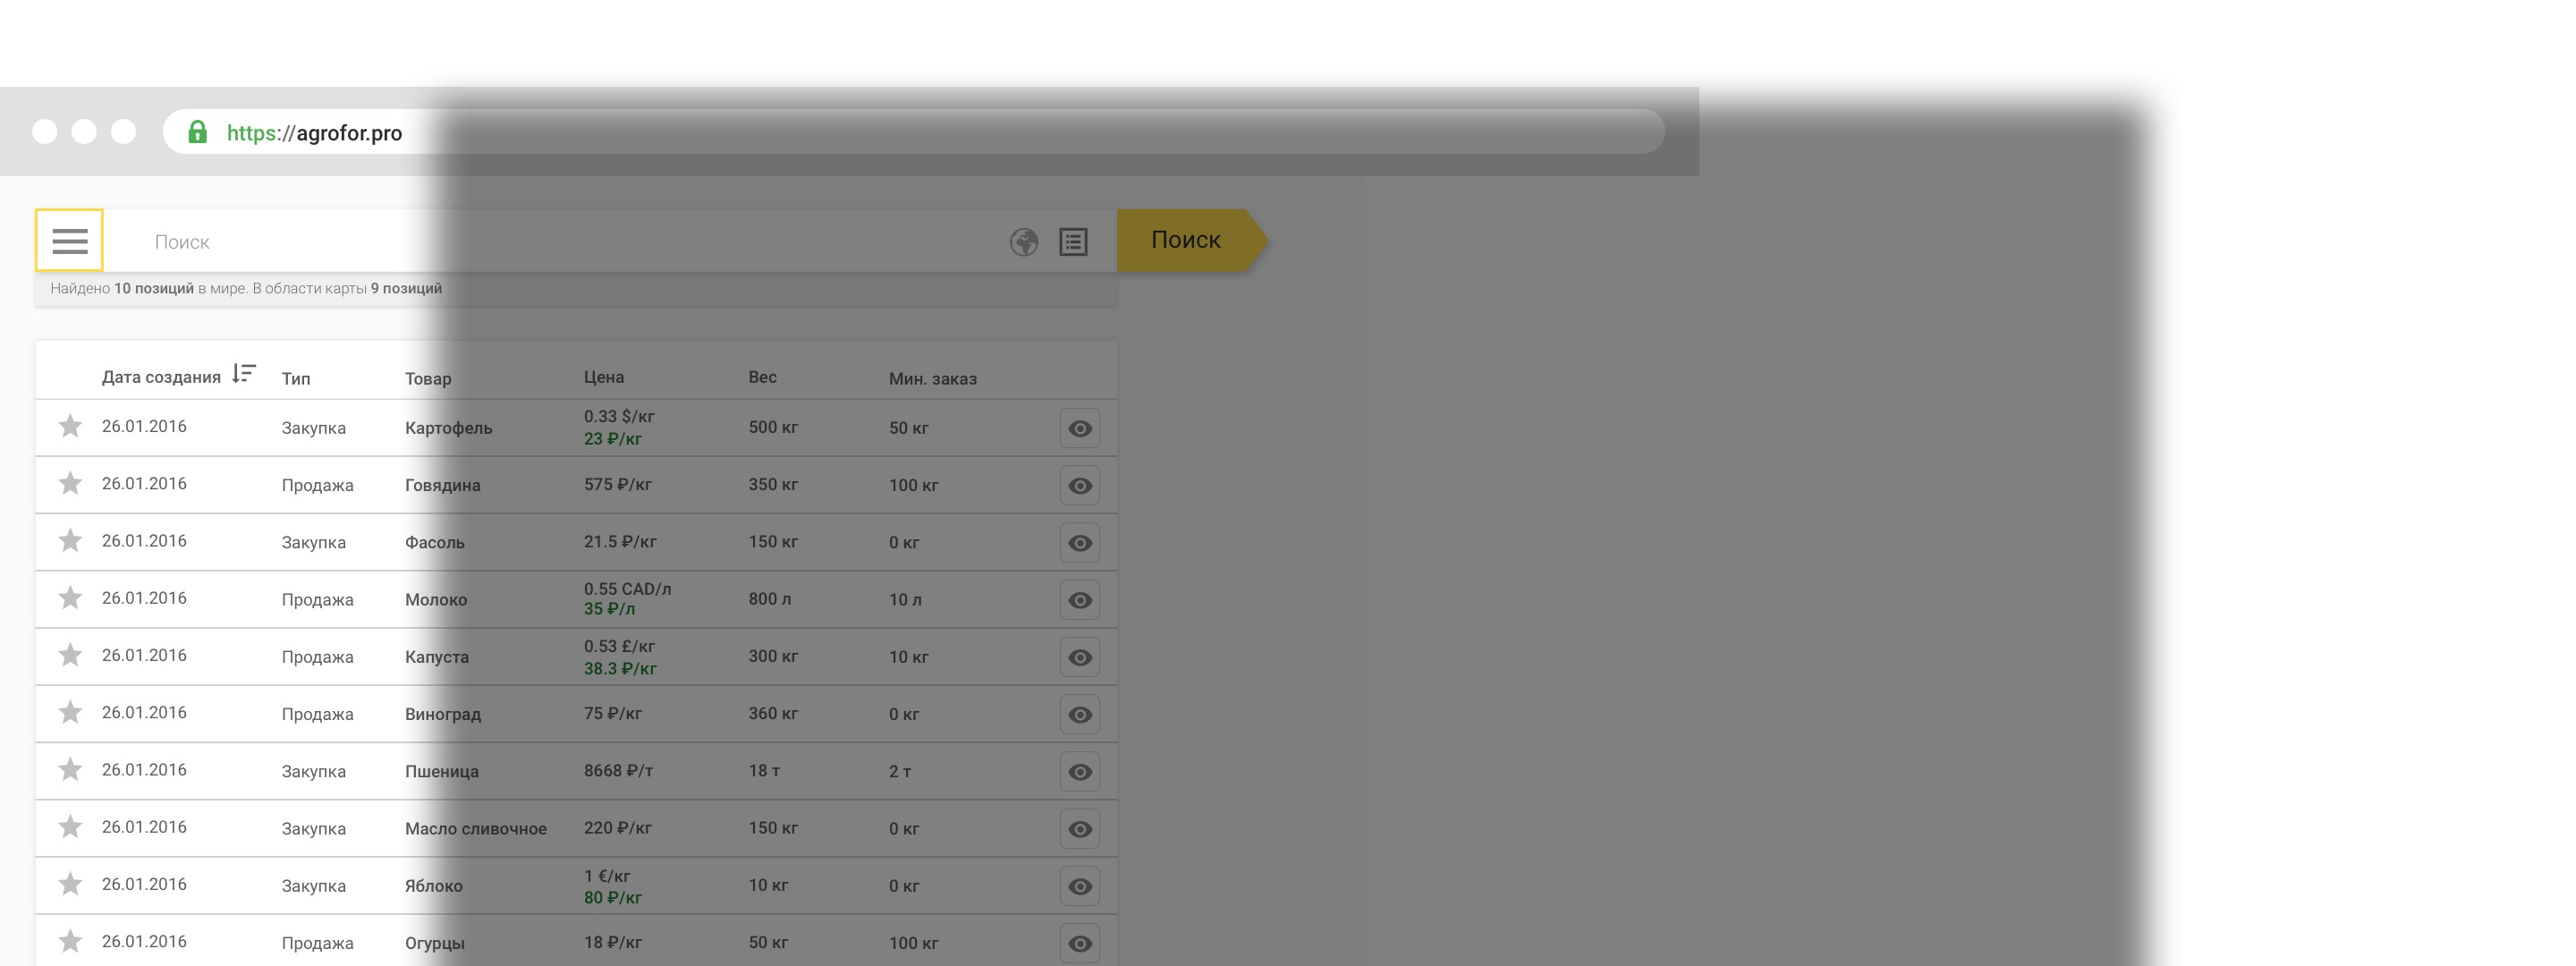 https://agrofor.pro
Поиск Поиск
Найдено 10 позиций в мире. В области карты 9 позиций
Дата создания Тип Товар Цена Вес Мин. заказ
26.01.2016 Закупка Картофель 0.33 $/кг 500 кг 50 кг
23 ₽/кг
26.01.2016 Продажа Говядина 575 ₽/кг 350 кг 100 кг
26.01.2016 Закупка Фасоль 21.5 ₽/кг 150 кг 0 кг
26.01.2016 Продажа Молоко 0.55 CAD/л 800 л 10 л
35 ₽/л
26.01.2016 Продажа Капуста 0.53 £/кг 300 кг 10 кг
38.3 ₽/кг
26.01.2016 Продажа Виноград 75 ₽/кг 360 кг 0 кг
26.01.2016 Закупка Пшеница 8668 ₽/т 18 т 2 т
26.01.2016 Закупка Масло сливочное 220 ₽/кг 150 кг 0 кг
26.01.2016 Закупка Яблоко 1 €/кг 10 кг 0 кг
80 ₽/кг
26.01.2016 Продажа Огурцы 18 ₽/кг 50 кг 100 кг